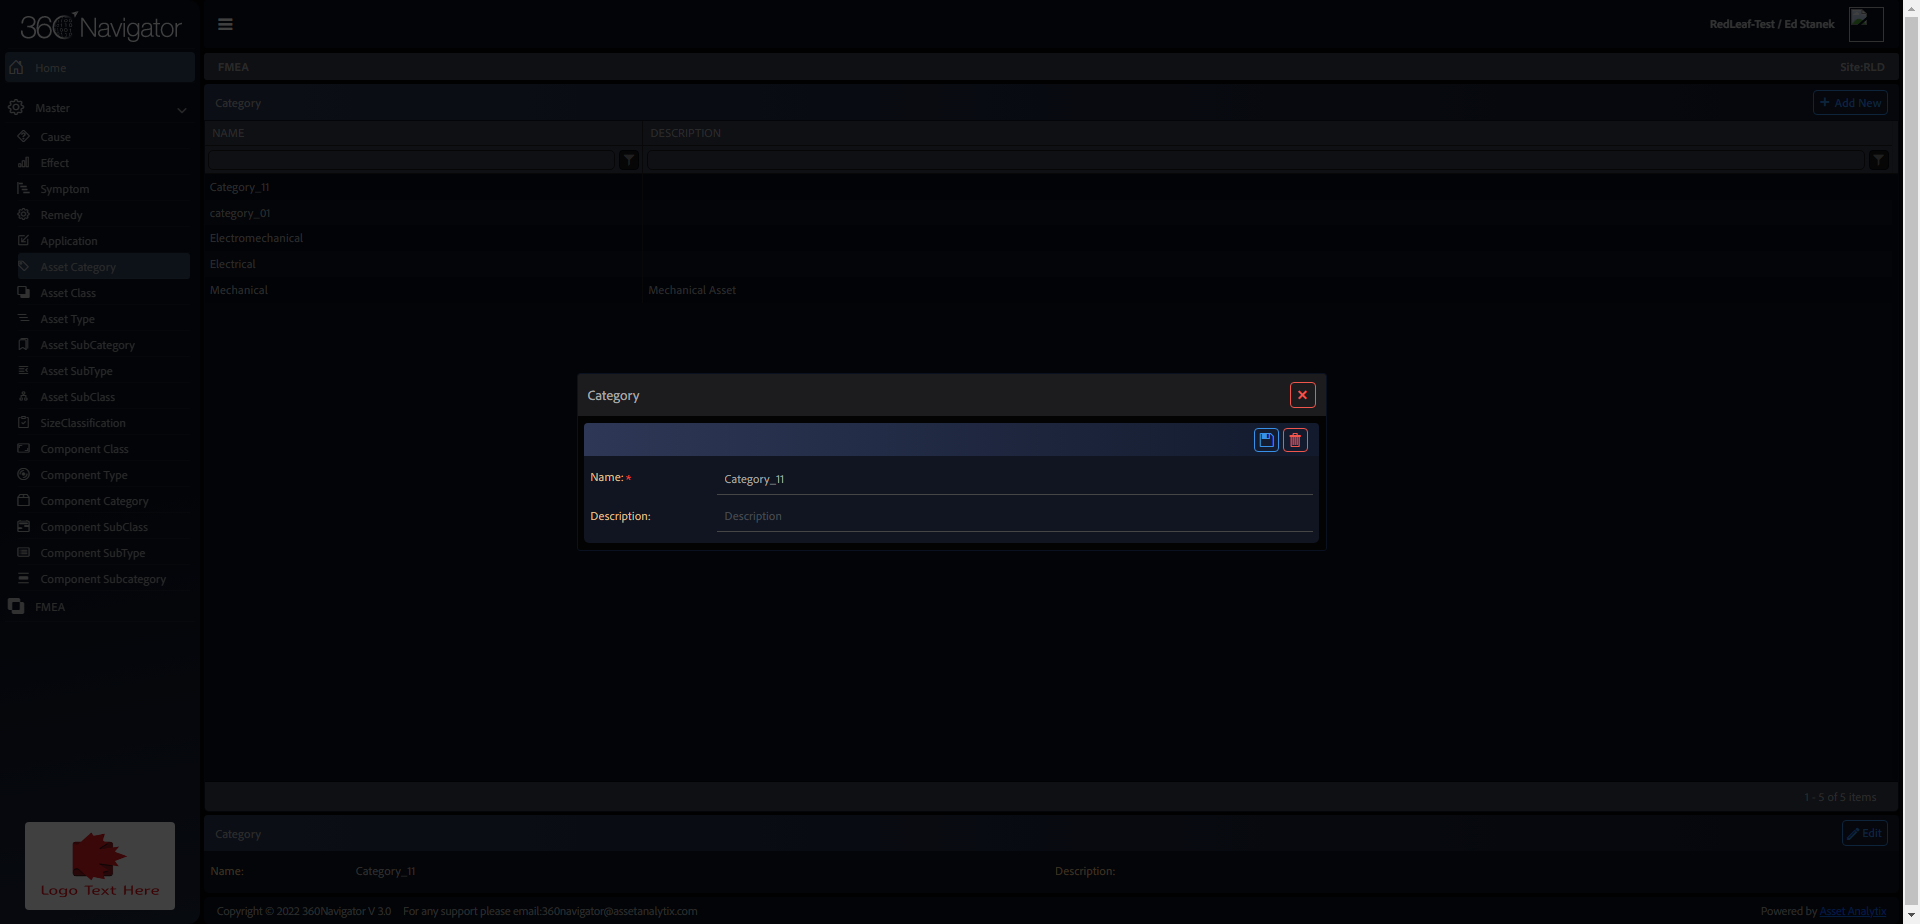 360 Navigator
RedLeaf-Test / Ed Stanek
Home
FMEA
Site:RLD
Master
Cause
Effect
Symptom
Remedy
Application
Asset Category
Asset Class
Asset Type
Asset SubCategory
Asset SubType
Asset SubClass
SizeClassification
Component Class
Component Type
Component Category
Component SubClass
Component SubType
Component Subcategory
FMEA
Logo Text Here
Category
+ Add New
NAME
DESCRIPTION
Category_11
category_01
Electromechanical
Electrical
Mechanical
Mechanical Asset
Category
Name: *
Category_11
Description:
Description
1 - 5 of 5 items
Category
Edit
Name:
Category_11
Description:
Copyright © 2022 360Navigator V 3.0
For any support please email:360navigator@assetanalytix.com
Powered by Asset Analytix